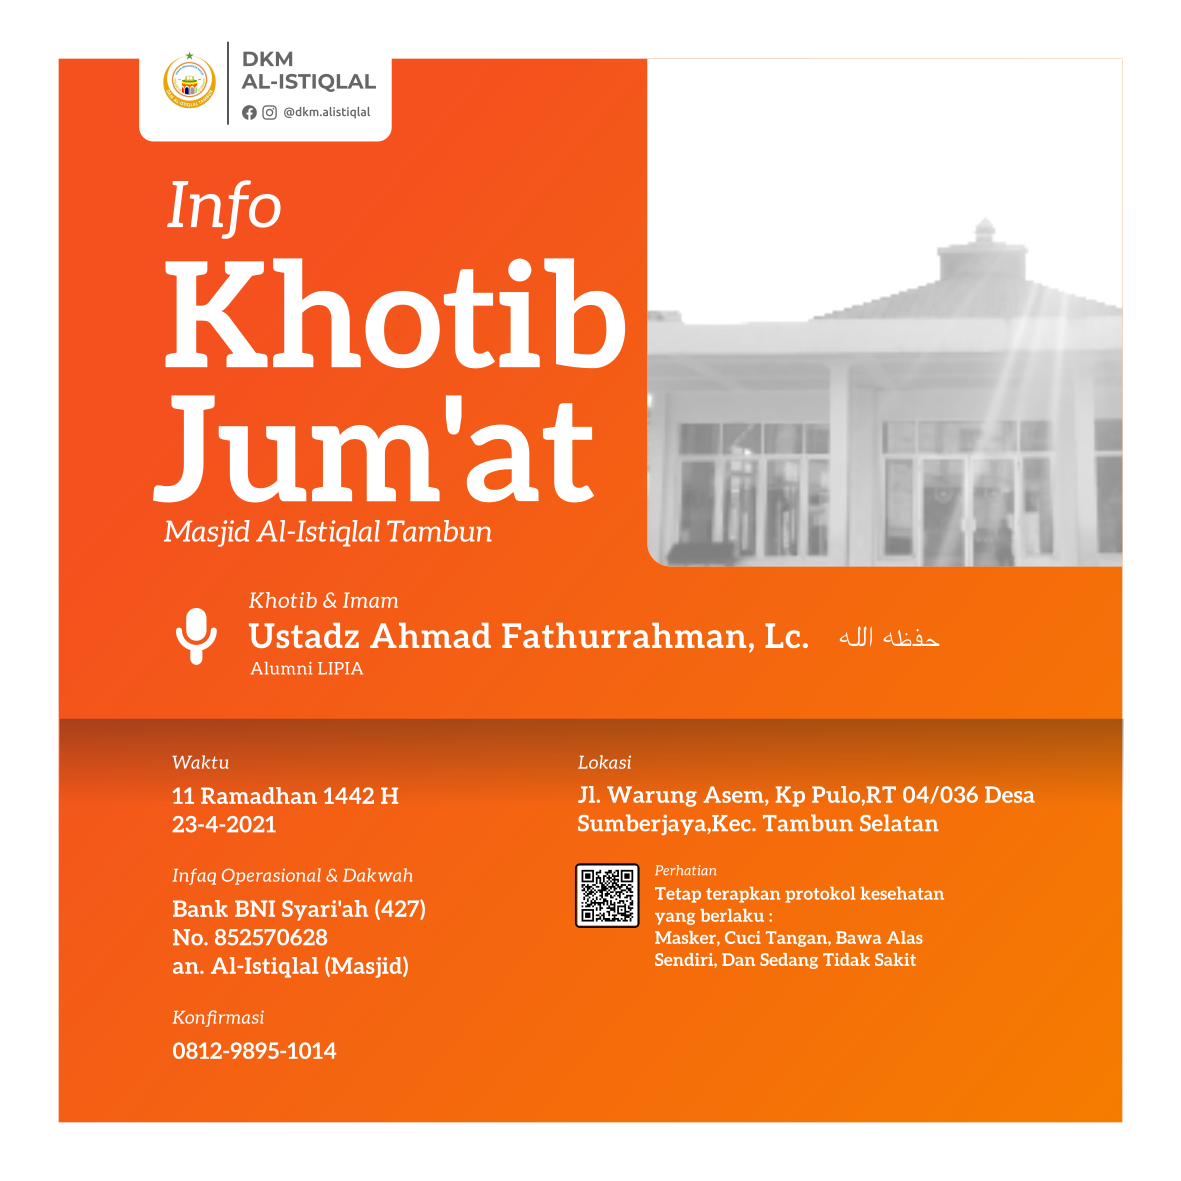 DKM
AL-ISTIQLAL
@dkm.alistiqlal
Info
Khotib
Jum'at
Masjid Al-Istiqlal Tambun
Khotib & Imam
Ustadz Ahmad Fathurrahman, Lc. حفظه الله
Alumni LIPIA
Waktu
11 Ramadhan 1442 H
23-4-2021
Infaq Operasional & Dakwah
Bank BNI Syari'ah (427)
No. 852570628
an. Al-Istiqlal (Masjid)
Konfirmasi
0812-9895-1014
Lokasi
Jl. Warung Asem, Kp Pulo,RT 04/036 Desa
Sumberjaya,Kec. Tambun Selatan
Perhatian
Tetap terapkan protokol kesehatan
yang berlaku :
Masker, Cuci Tangan, Bawa Alas
Sendiri, Dan Sedang Tidak Sakit